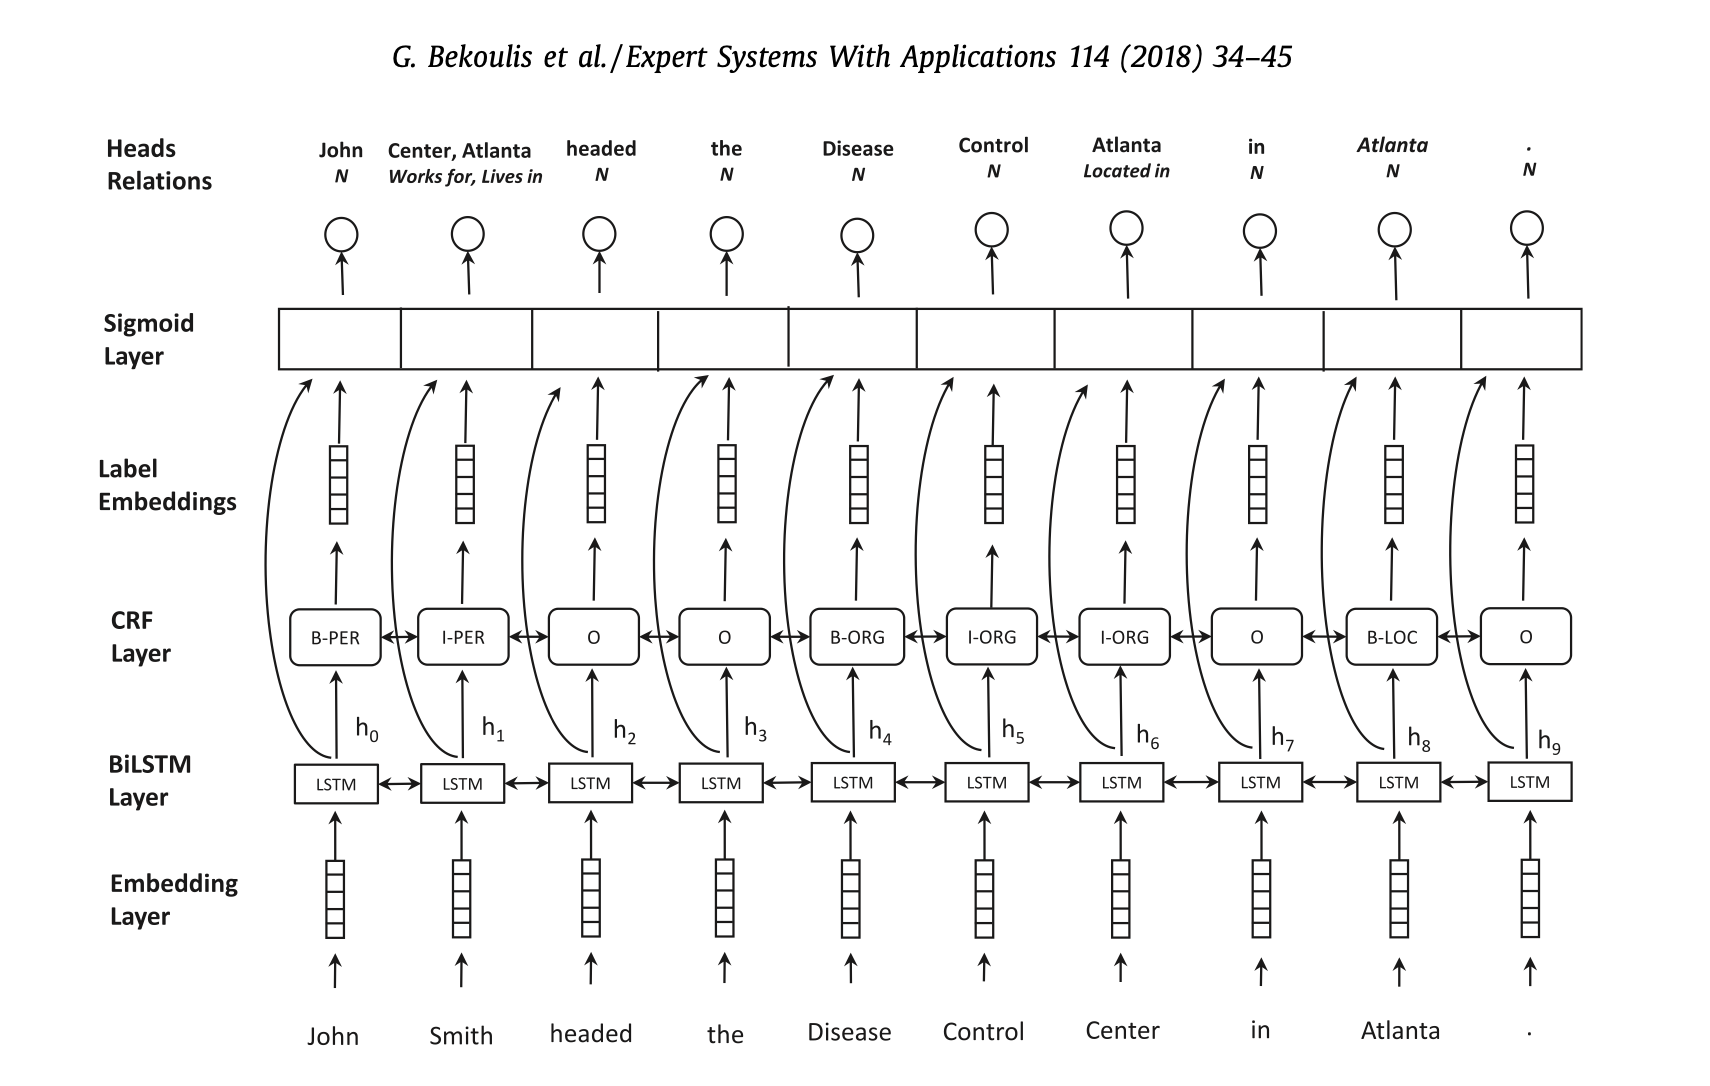 G. Bekoulis et al. / Expert Systems With Applications 114 (2018) 34–45
Heads John Center, Atlanta headed the Disease Control Atlanta in Atlanta .
Relations N Works for, Lives in N N N N Located in N N N
Sigmoid
Layer
Label
Embeddings
CRF
Layer
B-PER I-PER O O B-ORG I-ORG I-ORG O B-LOC O
h0 h1 h2 h3 h4 h5 h6 h7 h8 h9
BiLSTM
Layer
LSTM LSTM LSTM LSTM LSTM LSTM LSTM LSTM LSTM LSTM
Embedding
Layer
John Smith headed the Disease Control Center in Atlanta .